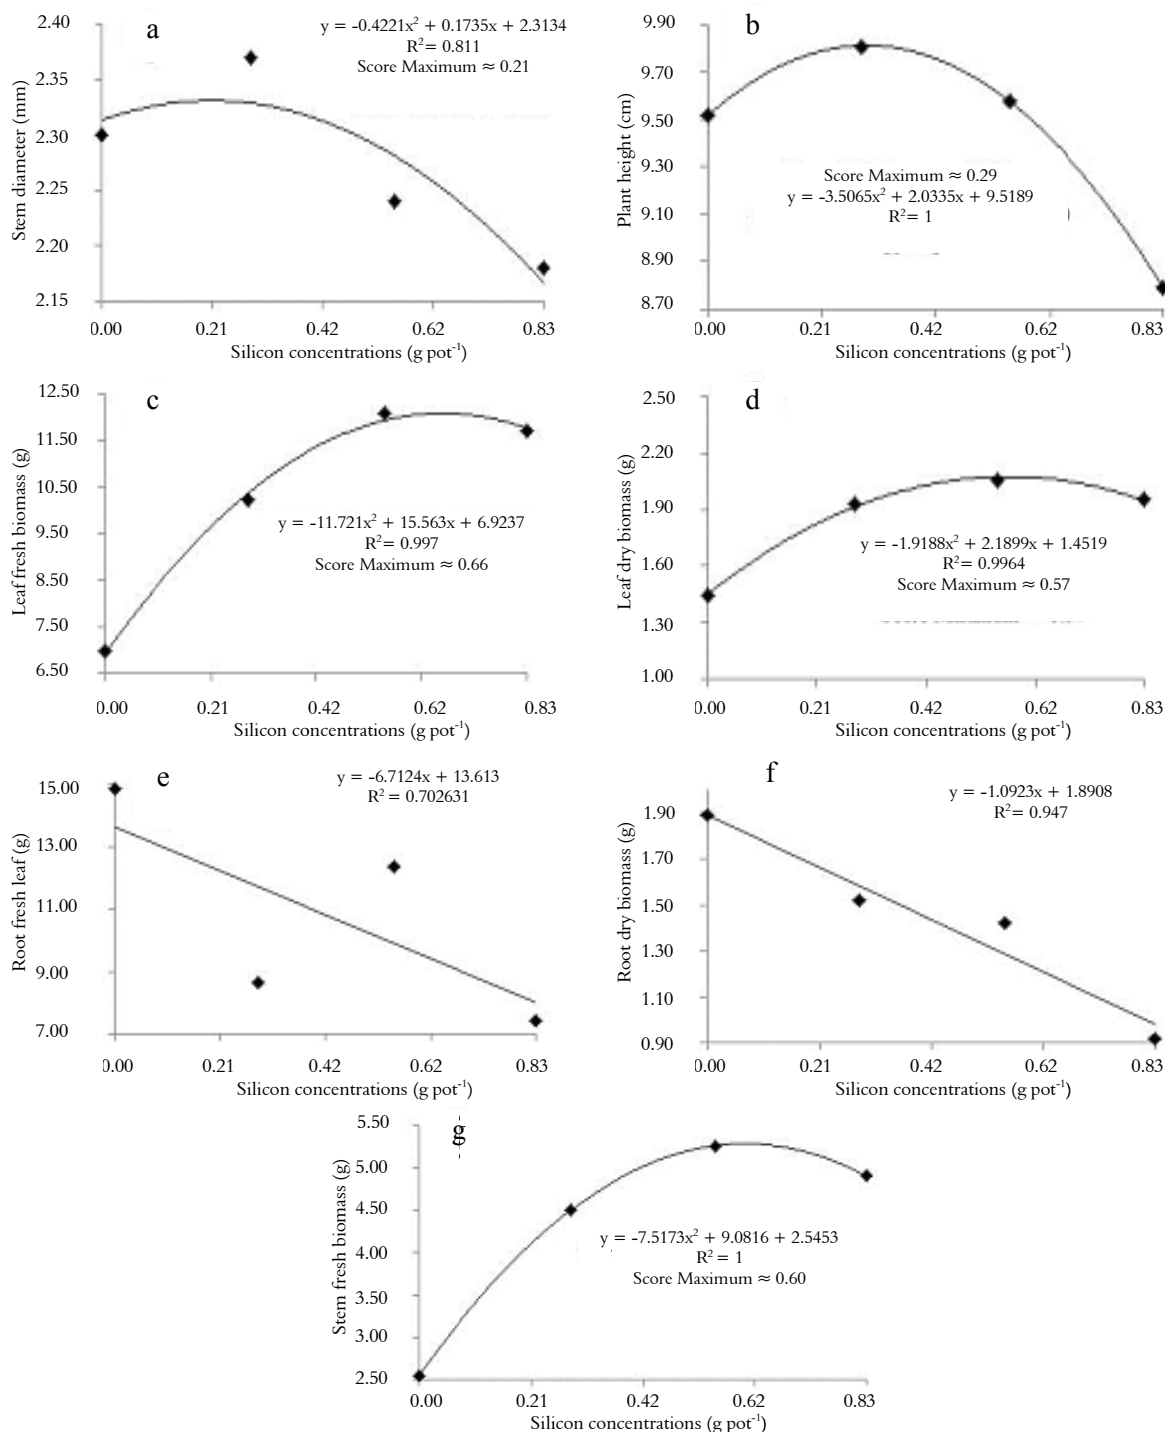 a
y = -0.4221x² + 0.1735x + 2.3134
R² = 0.811
Score Maximum ≈ 0.21
Stem diameter (mm)
2.40
2.35
2.30
2.25
2.20
2.15
0.00 0.21 0.42 0.62 0.83
Silicon concentrations (g pot⁻¹)
b
Score Maximum ≈ 0.29
y = -3.5065x² + 2.0335x + 9.5189
R² = 1
Plant height (cm)
9.90
9.70
9.50
9.30
9.10
8.90
8.70
0.00 0.21 0.42 0.62 0.83
Silicon concentrations (g pot⁻¹)
c
y = -11.721x² + 15.563x + 6.9237
R² = 0.997
Score Maximum ≈ 0.66
Leaf fresh biomass (g)
12.50
11.50
10.50
9.50
8.50
7.50
6.50
0.00 0.21 0.42 0.62 0.83
Silicon concentrations (g pot⁻¹)
d
y = -1.9188x² + 2.1899x + 1.4519
R² = 0.9964
Score Maximum ≈ 0.57
Leaf dry biomass (g)
2.50
2.20
1.90
1.60
1.30
1.00
0.00 0.21 0.42 0.62 0.83
Silicon concentrations (g pot⁻¹)
e
y = -6.7124x + 13.613
R² = 0.702631
Root fresh leaf (g)
15.00
13.00
11.00
9.00
7.00
0.00 0.21 0.42 0.62 0.83
Silicon concentrations (g pot⁻¹)
f
y = -1.0923x + 1.8908
R² = 0.947
Root dry biomass (g)
1.90
1.70
1.50
1.30
1.10
0.90
0.00 0.21 0.42 0.62 0.83
Silicon concentrations (g pot⁻¹)
g
y = -7.5173x² + 9.0816 + 2.5453
R² = 1
Score Maximum ≈ 0.60
Stem fresh biomass (g)
5.50
5.00
4.50
4.00
3.50
3.00
2.50
0.00 0.21 0.42 0.62 0.83
Silicon concentrations (g pot⁻¹)